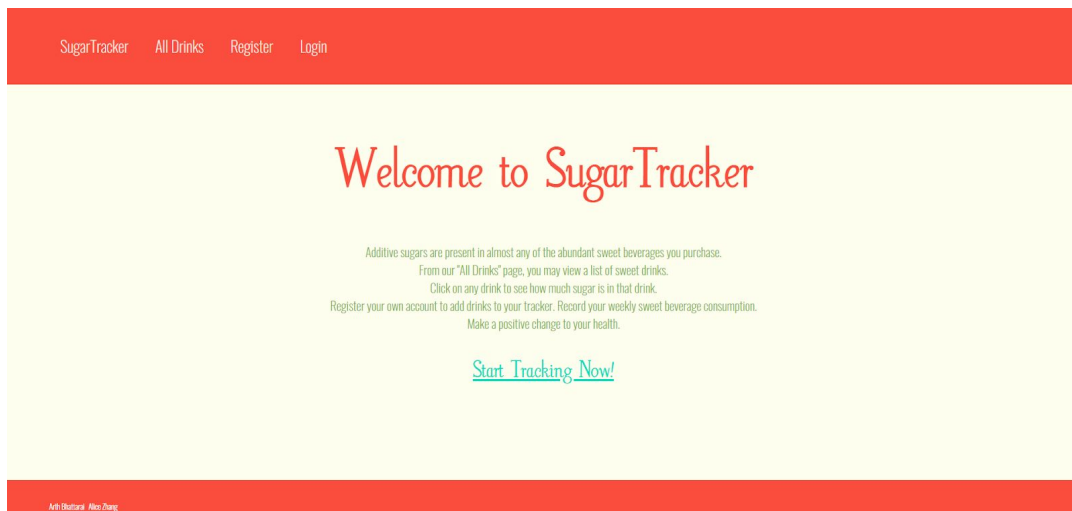 SugarTracker All Drinks Register Login
Welcome to SugarTracker
Additive sugars are present in almost any of the abundant sweet beverages you purchase.
From our "All Drinks" page, you may view a list of sweet drinks.
Click on any drink to see how much sugar is in that drink.
Register your own account to add drinks to your tracker. Record your weekly sweet beverage consumption.
Make a positive change to your health.
Start Tracking Now!
Arth Bhattarai Alice Zhang